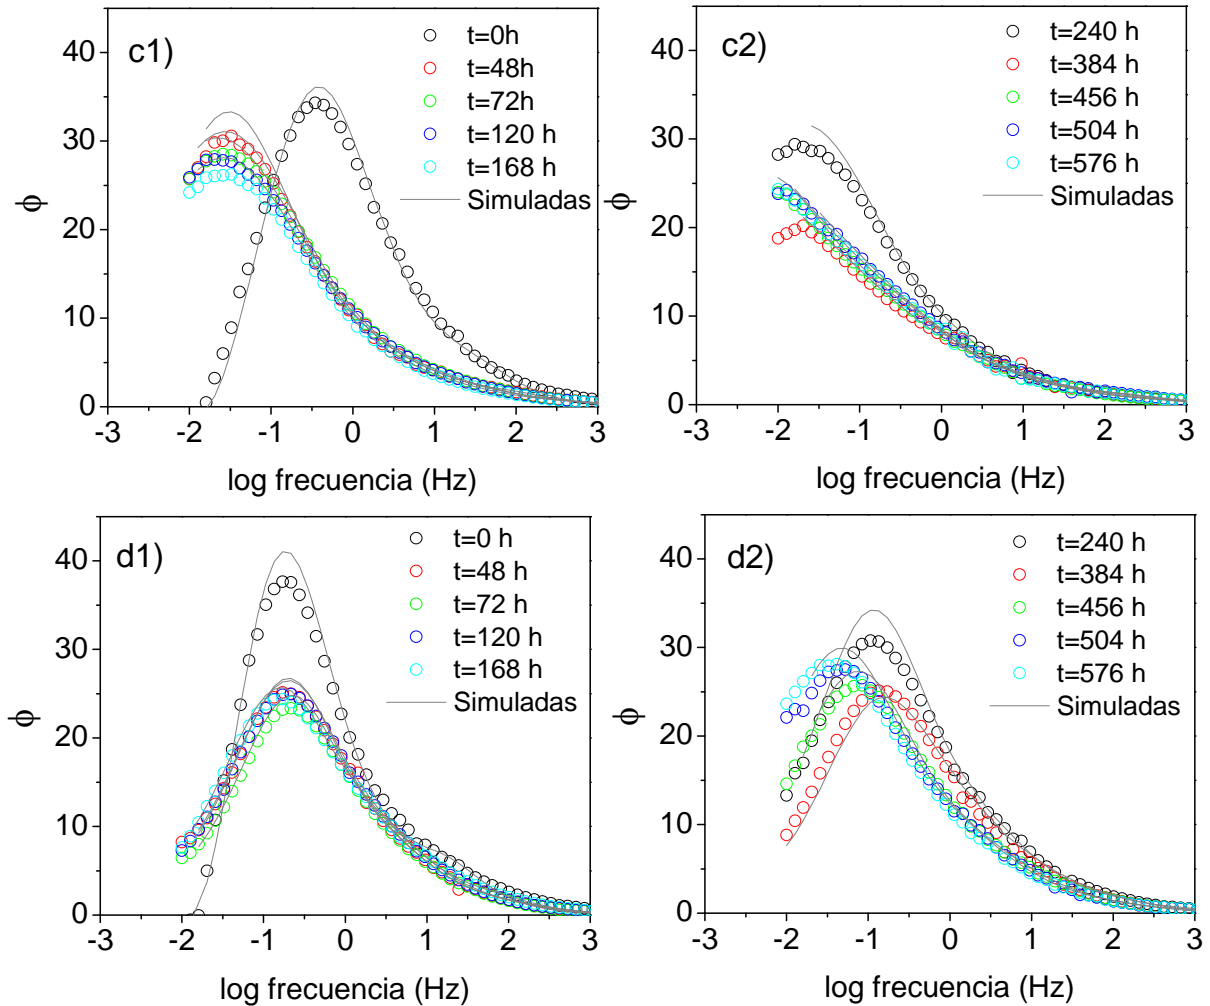 c1)
t=0h
t=48h
t=72h
t=120 h
t=168 h
Simuladas
40
30
20
10
0
ϕ
-3 -2 -1 0 1 2 3
log frecuencia (Hz)
c2)
t=240 h
t=384 h
t=456 h
t=504 h
t=576 h
Simuladas
40
30
20
10
0
ϕ
-3 -2 -1 0 1 2 3
log frecuencia (Hz)
d1)
t=0 h
t=48 h
t=72 h
t=120 h
t=168 h
Simuladas
40
30
20
10
0
ϕ
-3 -2 -1 0 1 2 3
log frecuencia (Hz)
d2)
t=240 h
t=384 h
t=456 h
t=504 h
t=576 h
Simuladas
40
30
20
10
0
ϕ
-3 -2 -1 0 1 2 3
log frecuencia (Hz)